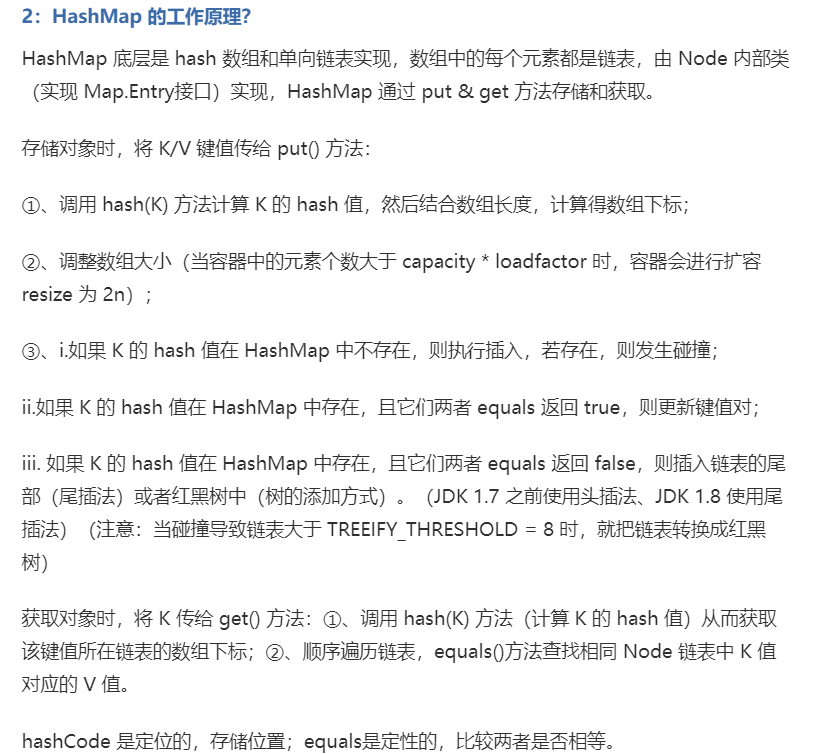 2：HashMap 的工作原理?
HashMap 底层是 hash 数组和单向链表实现，数组中的每个元素都是链表，由 Node 内部类
（实现 Map.Entry接口）实现，HashMap 通过 put & get 方法存储和获取。
存储对象时，将 K/V 键值传给 put() 方法：
①、调用 hash(K) 方法计算 K 的 hash 值，然后结合数组长度，计算得数组下标；
②、调整数组大小（当容器中的元素个数大于 capacity * loadfactor 时，容器会进行扩容
resize 为 2n）；
③、i.如果 K 的 hash 值在 HashMap 中不存在，则执行插入，若存在，则发生碰撞；
ii.如果 K 的 hash 值在 HashMap 中存在，且它们两者 equals 返回 true，则更新键值对；
iii. 如果 K 的 hash 值在 HashMap 中存在，且它们两者 equals 返回 false，则插入链表的尾
部（尾插法）或者红黑树中（树的添加方式）。（JDK 1.7 之前使用头插法、JDK 1.8 使用尾
插法）（注意：当碰撞导致链表大于 TREEIFY_THRESHOLD = 8 时，就把链表转换成红黑
树）
获取对象时，将 K 传给 get() 方法：①、调用 hash(K) 方法（计算 K 的 hash 值）从而获取
该键值所在链表的数组下标；②、顺序遍历链表，equals()方法查找相同 Node 链表中 K 值
对应的 V 值。
hashCode 是定位的，存储位置；equals是定性的，比较两者是否相等。